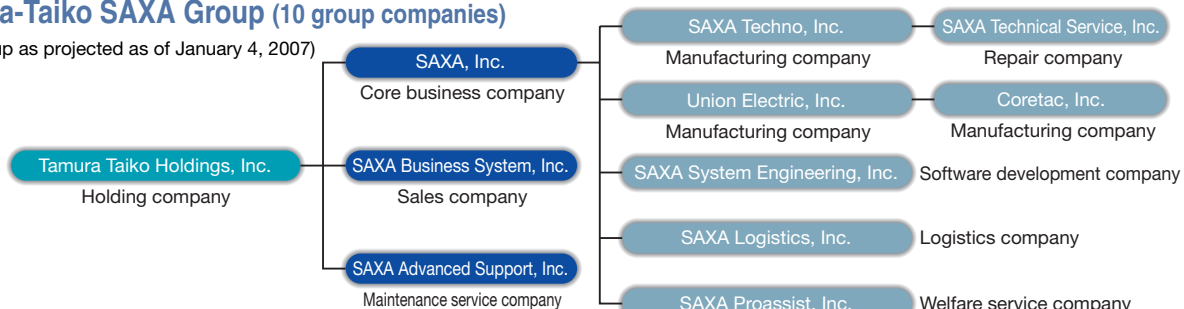 a-Taiko SAXA Group (10 group companies)
up as projected as of January 4, 2007)
Tamura Taiko Holdings, Inc.
Holding company
SAXA, Inc.
Core business company
SAXA Business System, Inc.
Sales company
SAXA Advanced Support, Inc.
Maintenance service company
SAXA Techno, Inc.
Manufacturing company
SAXA Technical Service, Inc.
Repair company
Union Electric, Inc.
Manufacturing company
Coretac, Inc.
Manufacturing company
SAXA System Engineering, Inc.
Software development company
SAXA Logistics, Inc.
Logistics company
SAXA Proassist, Inc.
Welfare service company